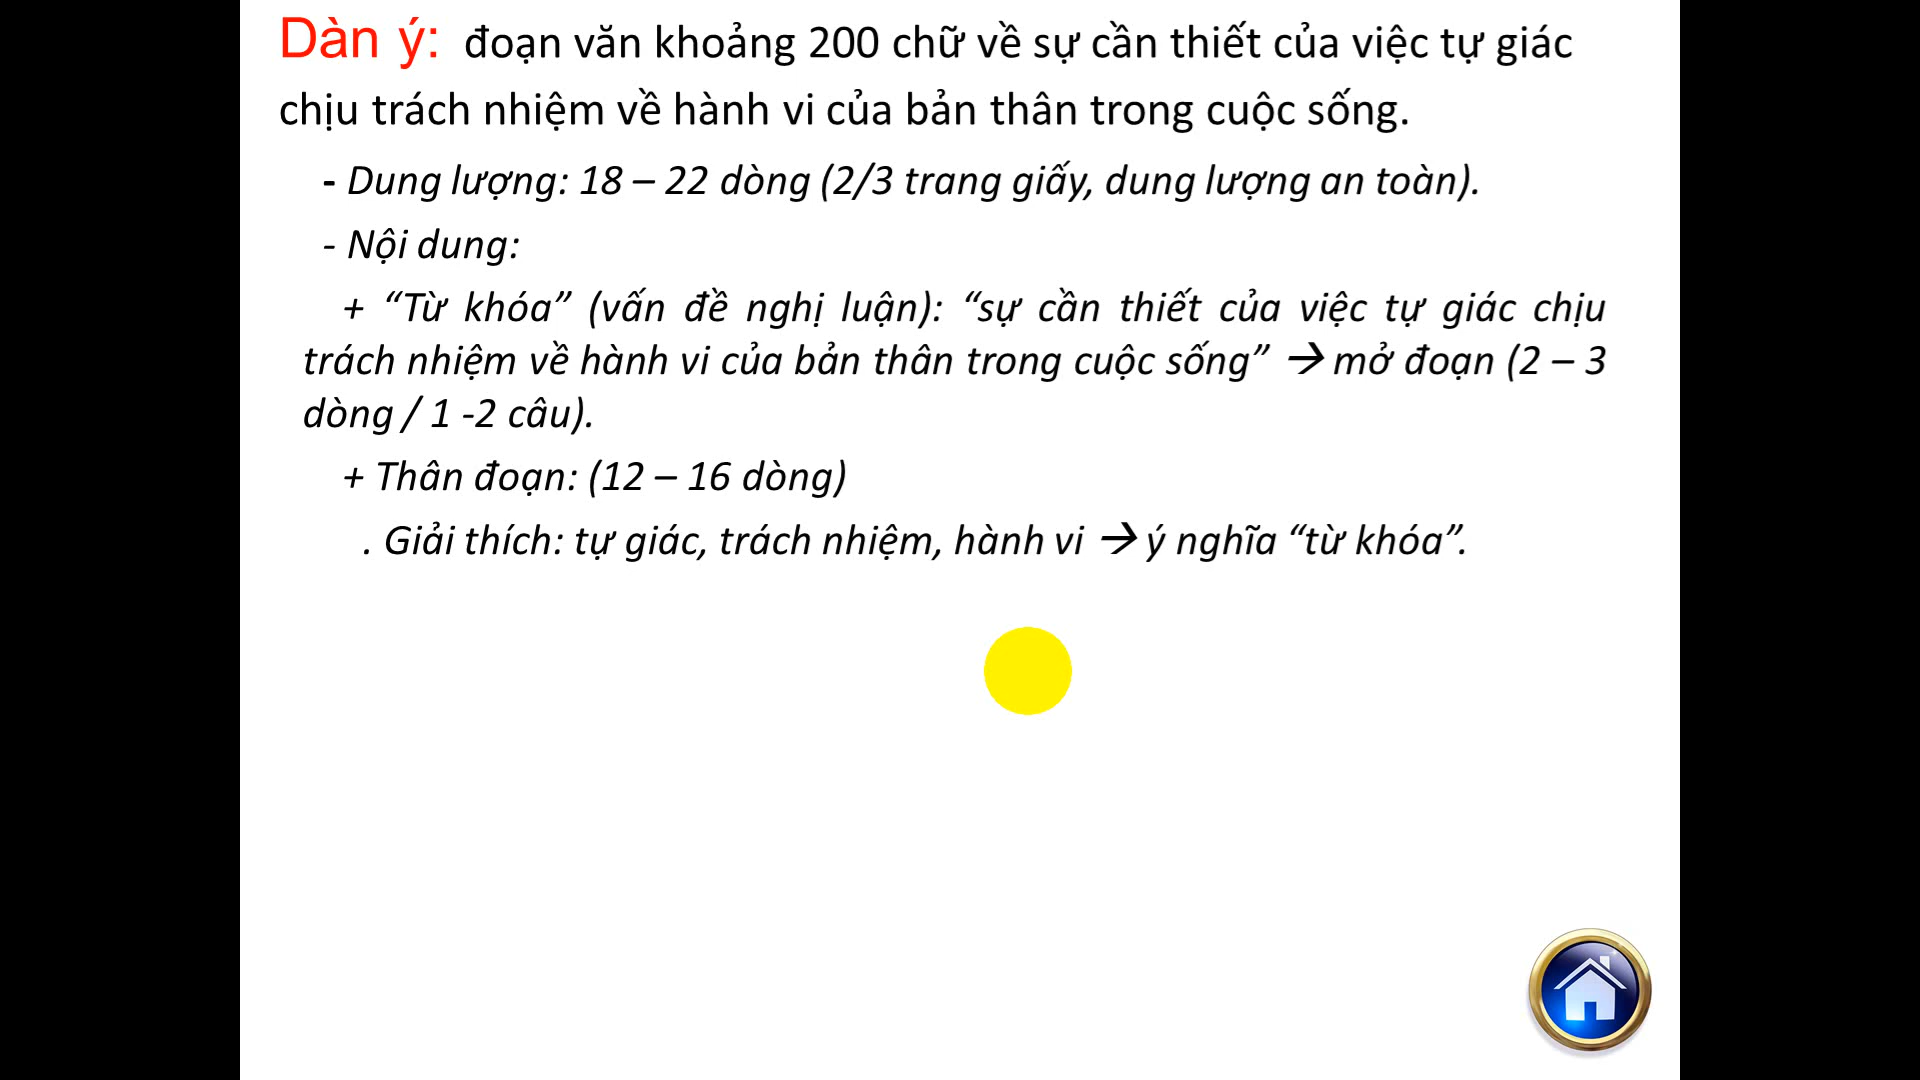 Dàn ý: đoạn văn khoảng 200 chữ về sự cần thiết của việc tự giác
chịu trách nhiệm về hành vi của bản thân trong cuộc sống.
- Dung lượng: 18 – 22 dòng (2/3 trang giấy, dung lượng an toàn).
- Nội dung:
+ “Từ khóa” (vấn đề nghị luận): “sự cần thiết của việc tự giác chịu
trách nhiệm về hành vi của bản thân trong cuộc sống” → mở đoạn (2 – 3
dòng / 1 -2 câu).
+ Thân đoạn: (12 – 16 dòng)
. Giải thích: tự giác, trách nhiệm, hành vi → ý nghĩa “từ khóa”.